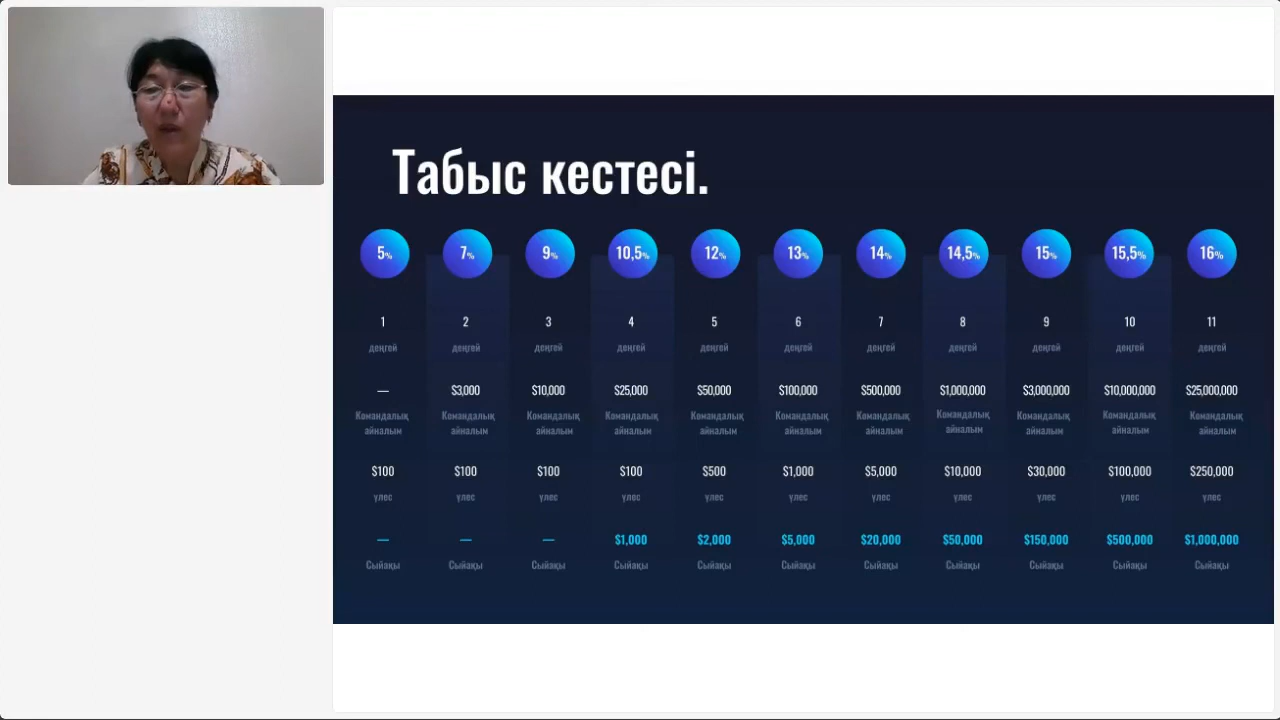 Табыс кестесі.
5% 7% 9% 10,5% 12% 13% 14% 14,5% 15% 15,5% 16%
1 2 3 4 5 6 7 8 9 10 11
деңгей деңгей деңгей деңгей деңгей деңгей деңгей деңгей деңгей деңгей деңгей
— $3,000 $10,000 $25,000 $50,000 $100,000 $500,000 $1,000,000 $3,000,000 $10,000,000 $25,000,000
Командалық Командалық Командалық Командалық Командалық Командалық Командалық Командалық Командалық Командалық Командалық
айналым айналым айналым айналым айналым айналым айналым айналым айналым айналым айналым
$100 $100 $100 $100 $500 $1,000 $5,000 $10,000 $30,000 $100,000 $250,000
үлес үлес үлес үлес үлес үлес үлес үлес үлес үлес үлес
— — — $1,000 $2,000 $5,000 $20,000 $50,000 $150,000 $500,000 $1,000,000
Сыйақы Сыйақы Сыйақы Сыйақы Сыйақы Сыйақы Сыйақы Сыйақы Сыйақы Сыйақы Сыйақы